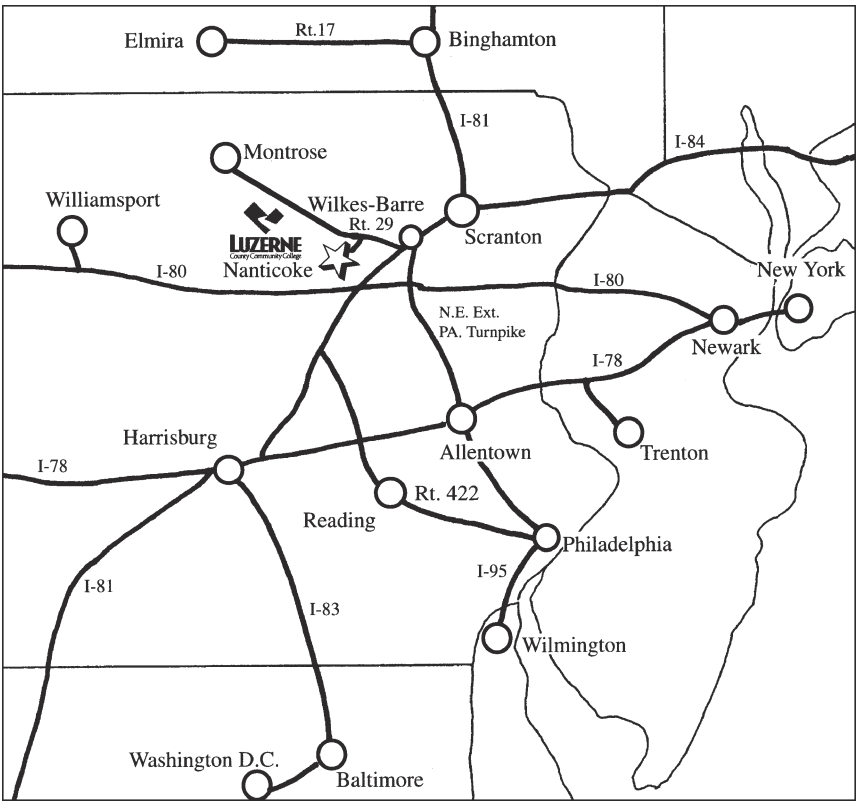 Elmira
Rt.17
Binghamton
I-81
I-84
Montrose
Williamsport
Wilkes-Barre
Rt. 29
Scranton
LUZERNE
County Community College
Nanticoke
I-80
I-80
New York
N.E. Ext.
PA. Turnpike
Newark
I-78
Harrisburg
Allentown
Trenton
I-78
Rt. 422
Reading
Philadelphia
I-95
I-81
I-83
Wilmington
Washington D.C.
Baltimore